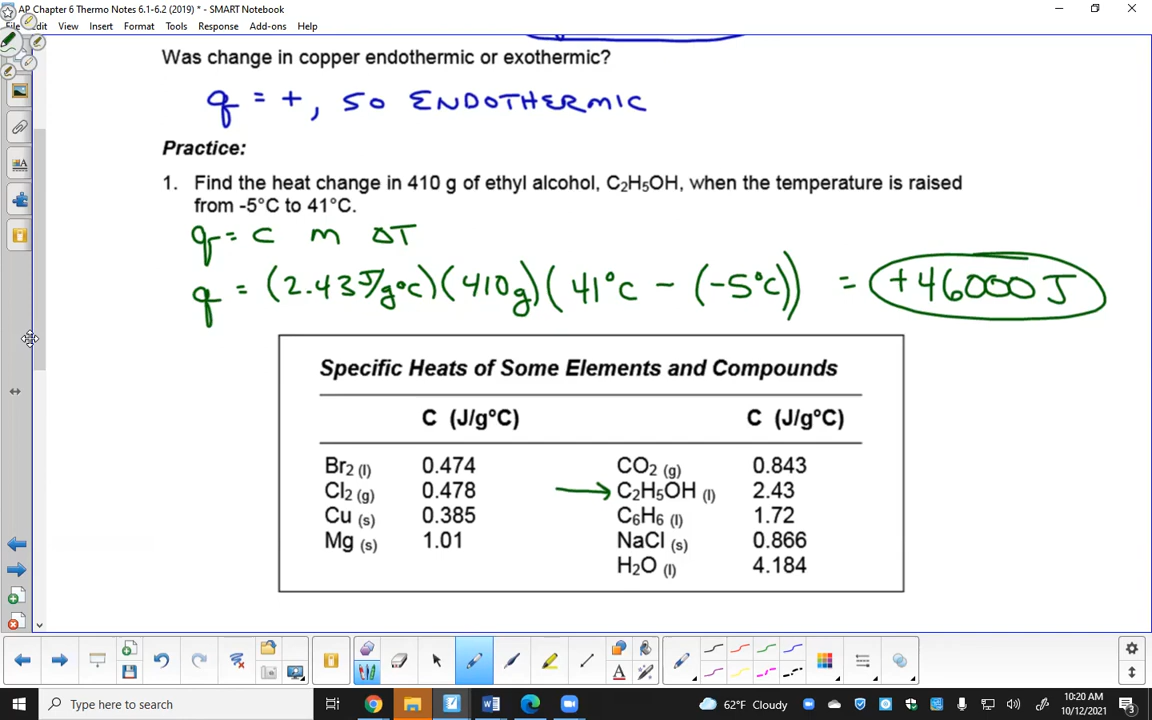 AP Chapter 6 Thermo Notes 6.1-6.2 (2019) * - SMART Notebook
File Edit View Insert Format Tools Response Add-ons Help
Was change in copper endothermic or exothermic?
q = +, SO ENDOTHERMIC
Practice:
1. Find the heat change in 410 g of ethyl alcohol, C2H5OH, when the temperature is raised
from -5°C to 41°C.
q = C m ΔT
q = (2.43 J/g°C)(410g)(41°C - (-5°C)) = +46000 J
Specific Heats of Some Elements and Compounds
C (J/g°C) C (J/g°C)
Br2 (l) 0.474 CO2 (g) 0.843
Cl2 (g) 0.478 C2H5OH (l) 2.43
Cu (s) 0.385 C6H6 (l) 1.72
Mg (s) 1.01 NaCl (s) 0.866
H2O (l) 4.184
Type here to search
62°F Cloudy
10:20 AM
10/12/2021
3